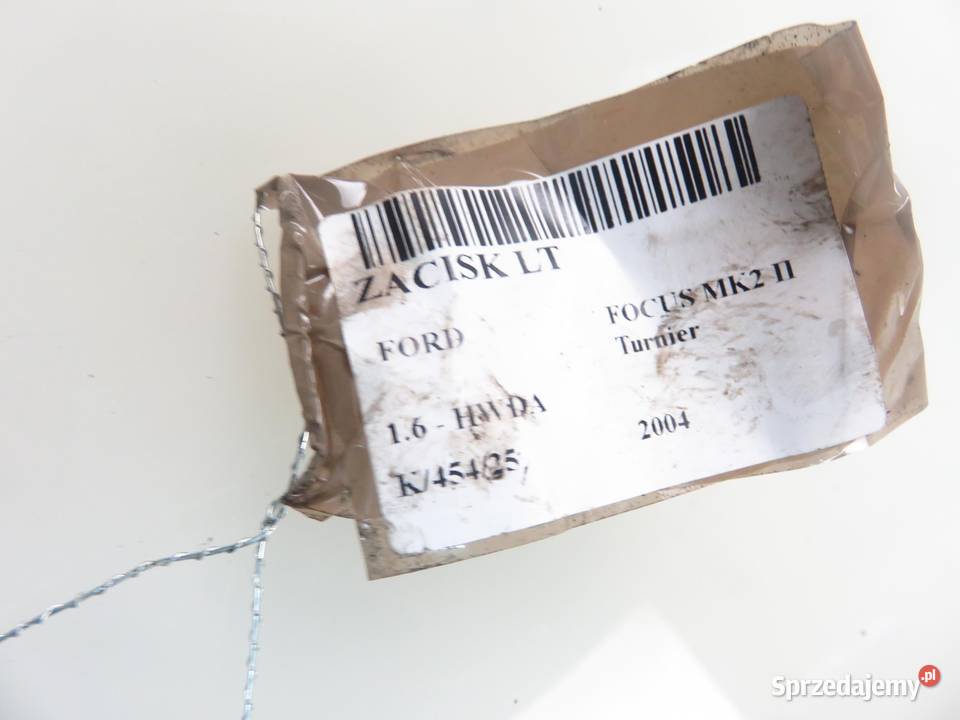 ZACISK LT
FORD FOCUS MK2 II
Turnier
1.6 - HWDA 2004
K/454/25,
Sprzedajemy.pl